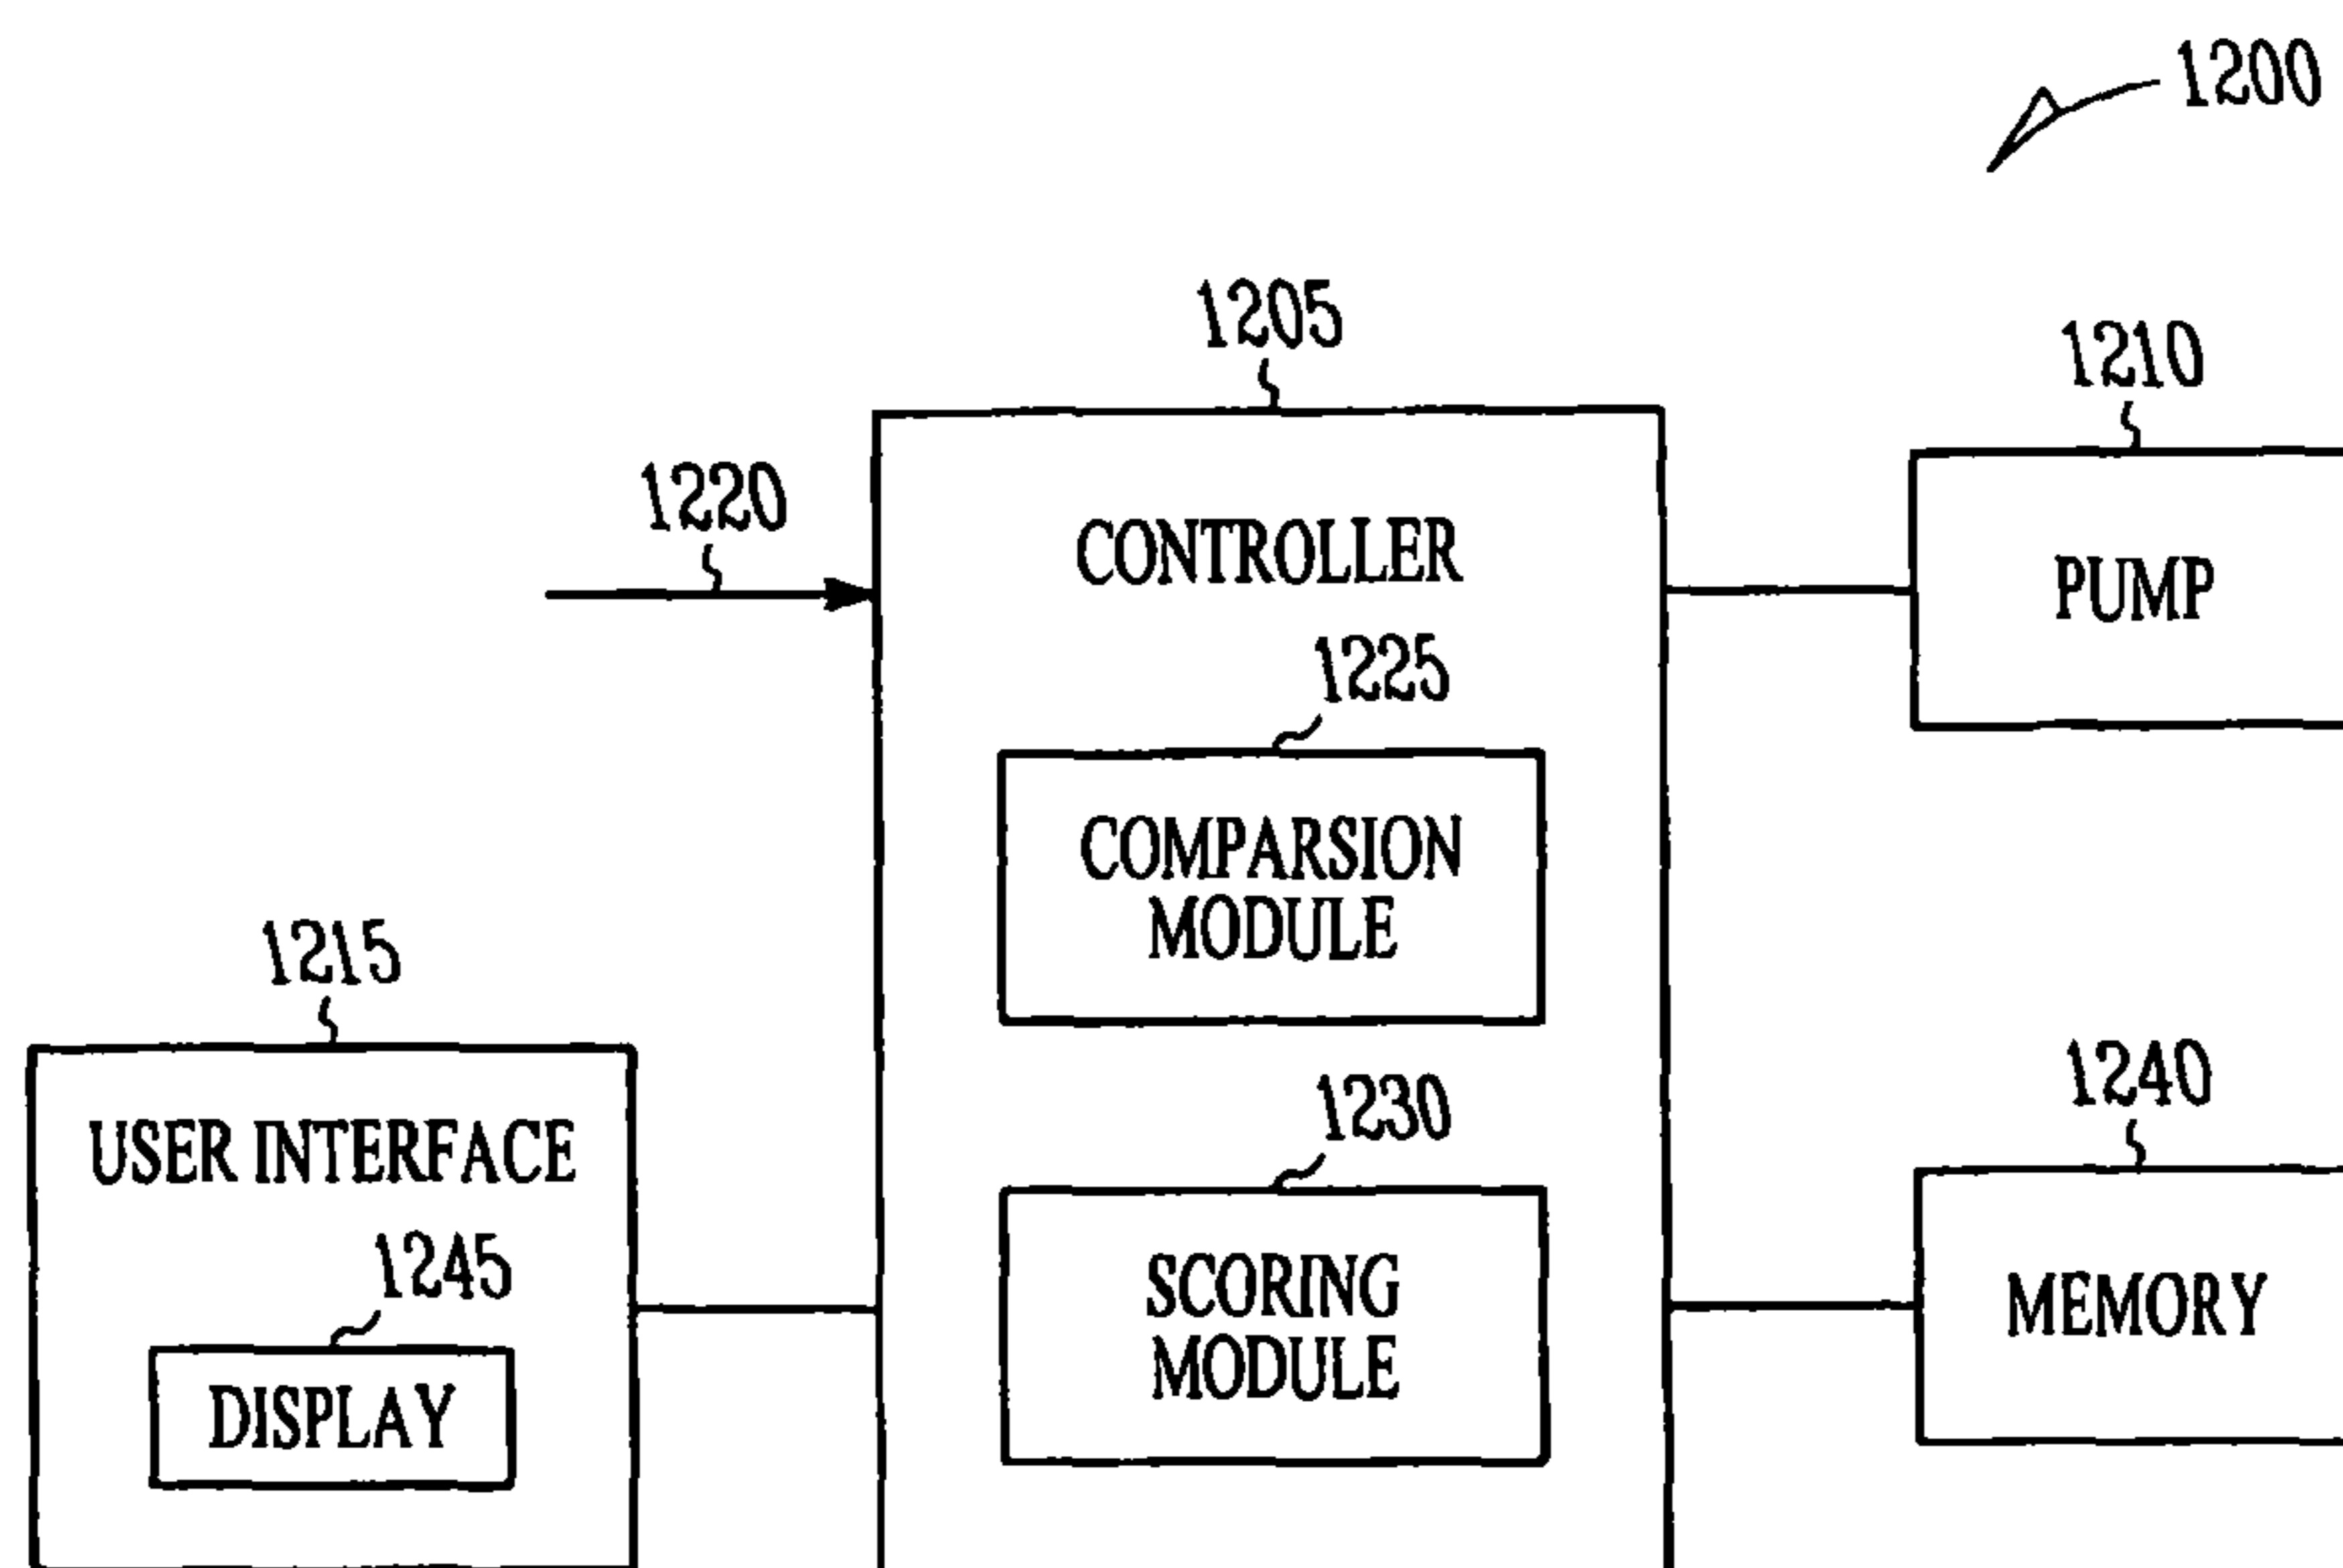 1200
1205
1210
1220
CONTROLLER
PUMP
1225
COMPARSION
MODULE
1215
1240
USER INTERFACE
1230
1245
SCORING
MODULE
MEMORY
DISPLAY